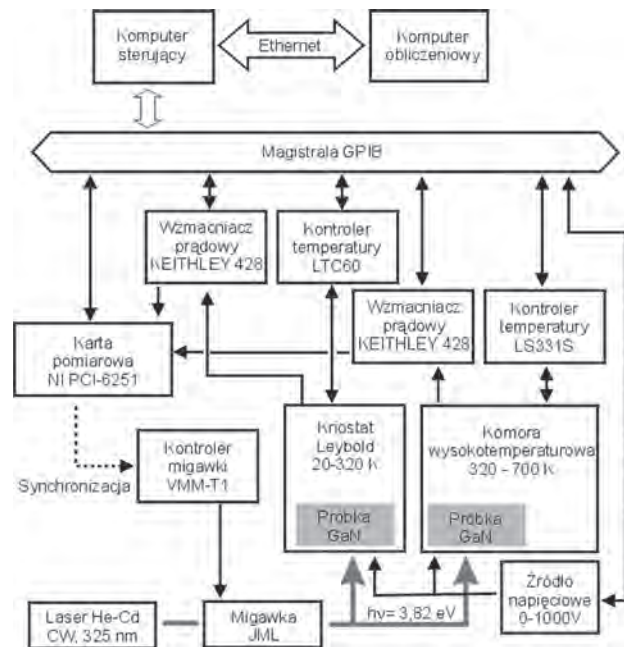 Komputer
sterujący
Ethernet
Komputer
obliczeniowy
Magistrala GPIB
Wzmacniacz
prądowy
KEITHLEY 428
Kontroler
temperatury
LTC60
Wzmacniacz
prądowy
KEITHLEY 428
Kontroler
temperatury
LS331S
Karta
pomiarowa
NI PCI-6251
Synchronizacja
Kontroler
migawki
VMM-T1
Kriostat
Leybold
20-320 K
Próbka
GaN
Komora
wysokotemperaturowa
320 - 700 K
Próbka
GaN
Laser He-Cd
CW, 325 nm
Migawka
JML
hν= 3,82 eV
Źródło
napięciowe
0-1000V